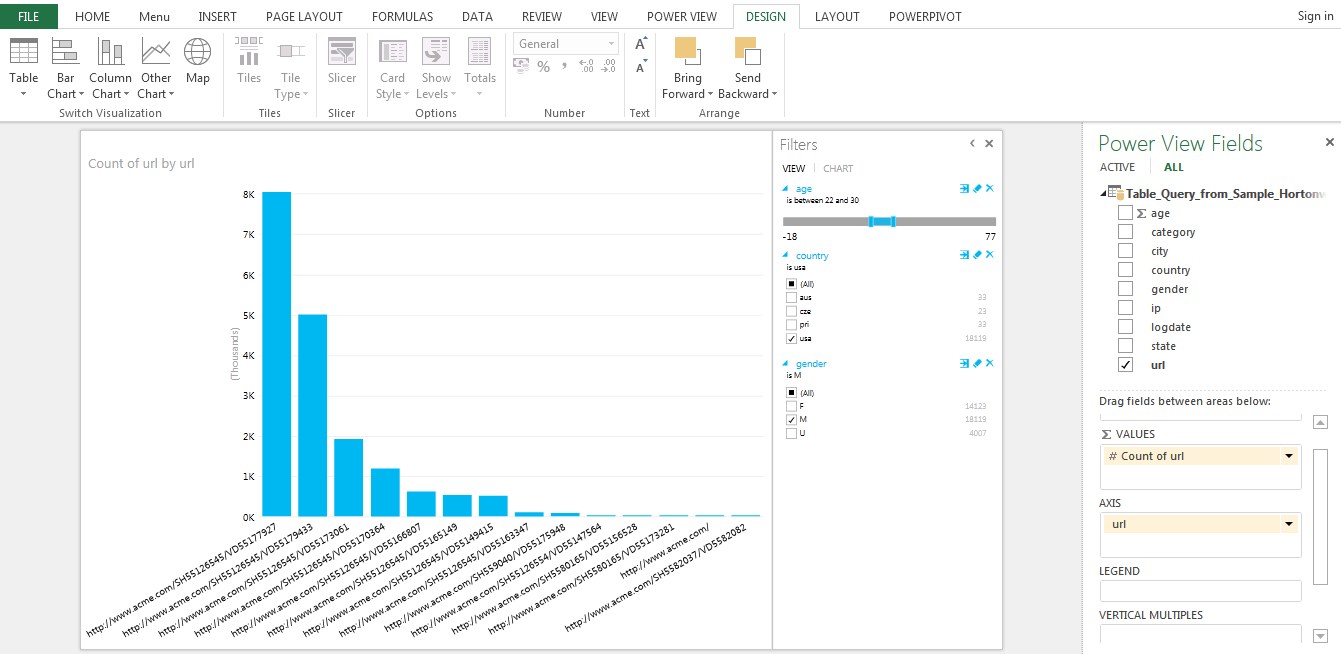 FILE HOME Menu INSERT PAGE LAYOUT FORMULAS DATA REVIEW VIEW POWER VIEW DESIGN LAYOUT POWERPIVOT Sign in
Table Bar Chart Column Chart Other Chart Map
Switch Visualization
Tiles Tile Type
Tiles
Slicer
Slicer
Card Style Show Levels Totals
Options
General
% , .00 .00
Number
A
A
Text
Bring Forward Send Backward
Arrange
Count of url by url
(Thousands)
8K
7K
6K
5K
4K
3K
2K
1K
0K
http://www.acme.com/SH55126545/VD55177927
http://www.acme.com/SH55126545/VD55179433
http://www.acme.com/SH55126545/VD55173061
http://www.acme.com/SH55126545/VD55170364
http://www.acme.com/SH55126545/VD55166807
http://www.acme.com/SH55126545/VD55165149
http://www.acme.com/SH55126545/VD55149415
http://www.acme.com/SH55126545/VD55163347
http://www.acme.com/SH559040/VD55175948
http://www.acme.com/SH55126554/VD55147564
http://www.acme.com/SH5580165/VD55156528
http://www.acme.com/SH5580165/VD55173281
http://www.acme.com/
http://www.acme.com/SH5582037/VD5582082
Filters
VIEW CHART
age
is between 22 and 30
-18 77
country
is usa
(All)
aus 33
cze 23
pri 33
usa 18119
gender
is M
(All)
F 14123
M 18119
U 4007
Power View Fields
ACTIVE ALL
Table_Query_from_Sample_Horton
Σ age
category
city
country
gender
ip
logdate
state
url
Drag fields between areas below:
Σ VALUES
# Count of url
AXIS
url
LEGEND
VERTICAL MULTIPLES